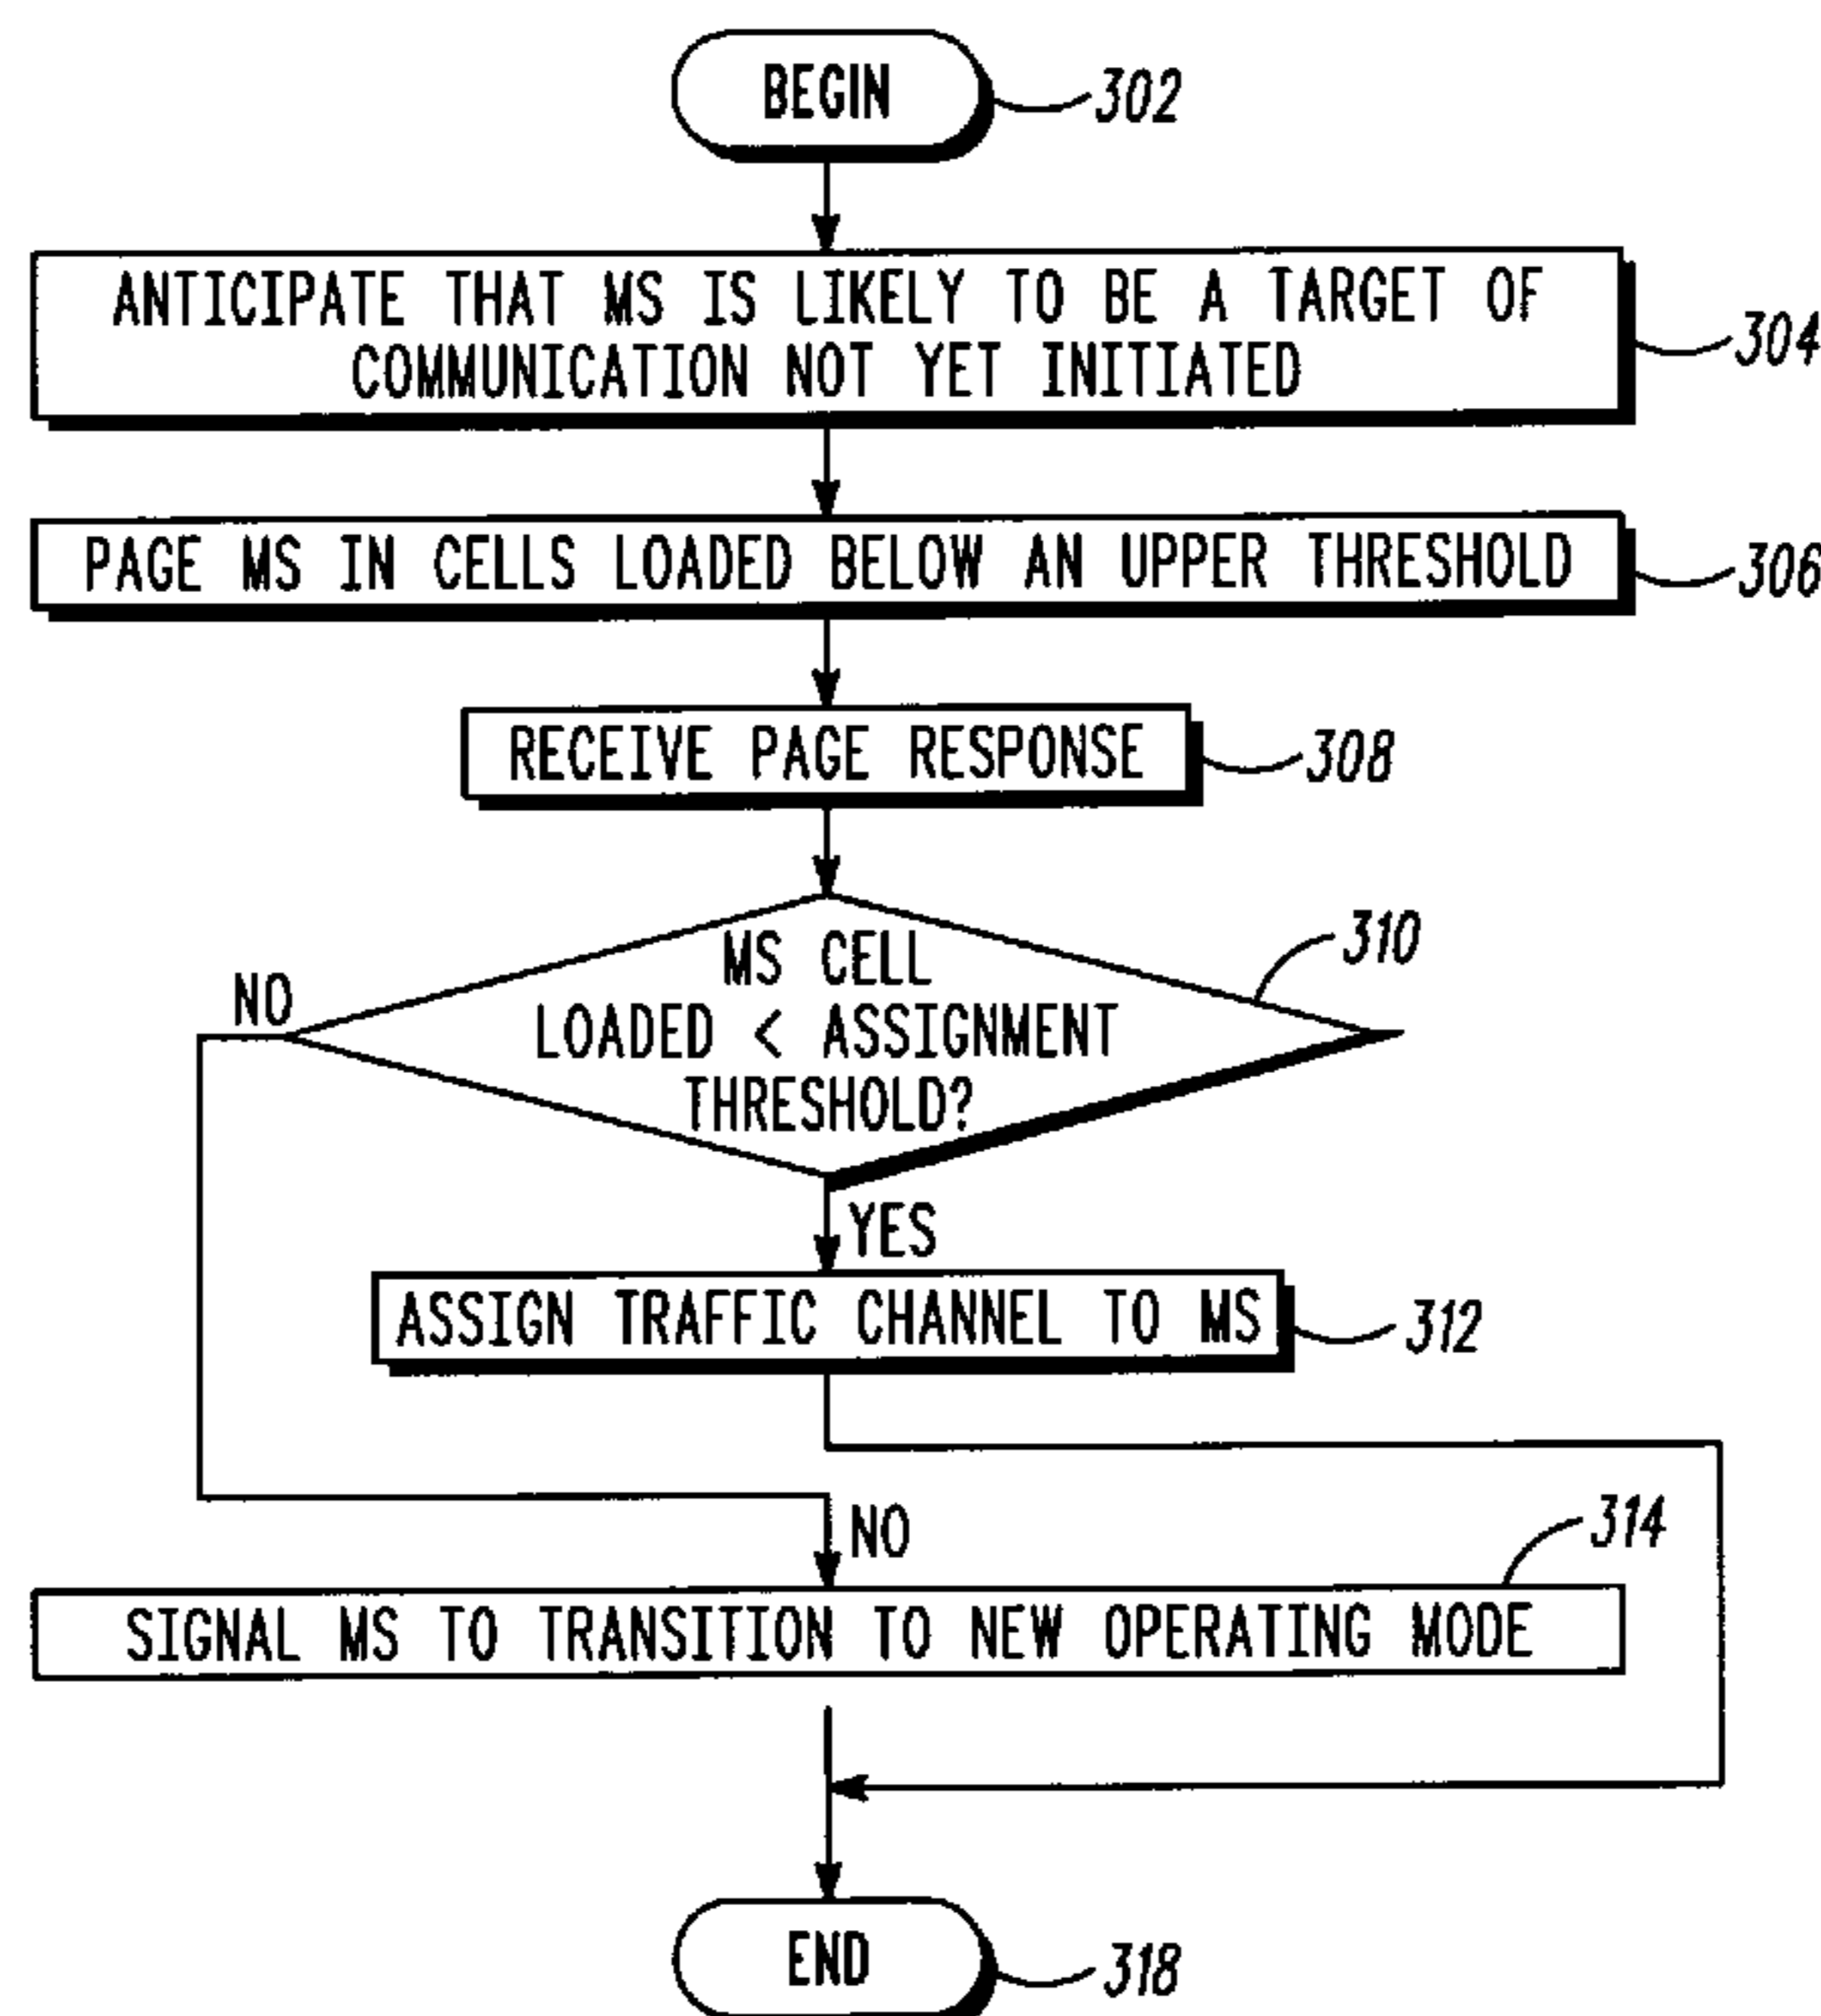 BEGIN
302
ANTICIPATE THAT MS IS LIKELY TO BE A TARGET OF
COMMUNICATION NOT YET INITIATED
304
PAGE MS IN CELLS LOADED BELOW AN UPPER THRESHOLD
306
RECEIVE PAGE RESPONSE
308
MS CELL
LOADED < ASSIGNMENT
THRESHOLD?
310
NO
YES
ASSIGN TRAFFIC CHANNEL TO MS
312
NO
314
SIGNAL MS TO TRANSITION TO NEW OPERATING MODE
END
318